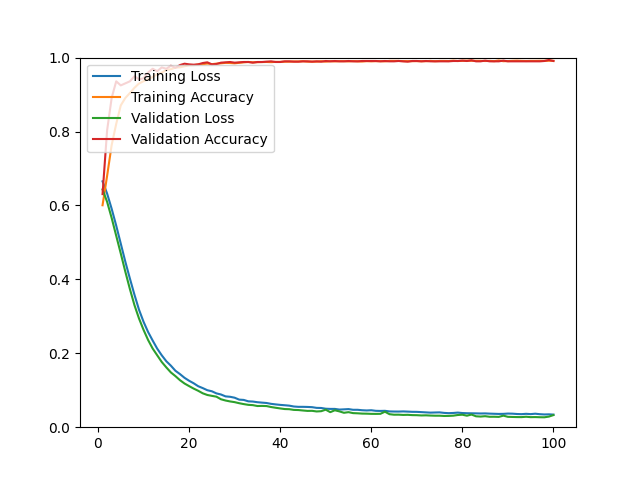 1.0
0.8
0.6
0.4
0.2
0.0
Training Loss
Training Accuracy
Validation Loss
Validation Accuracy
0 20 40 60 80 100